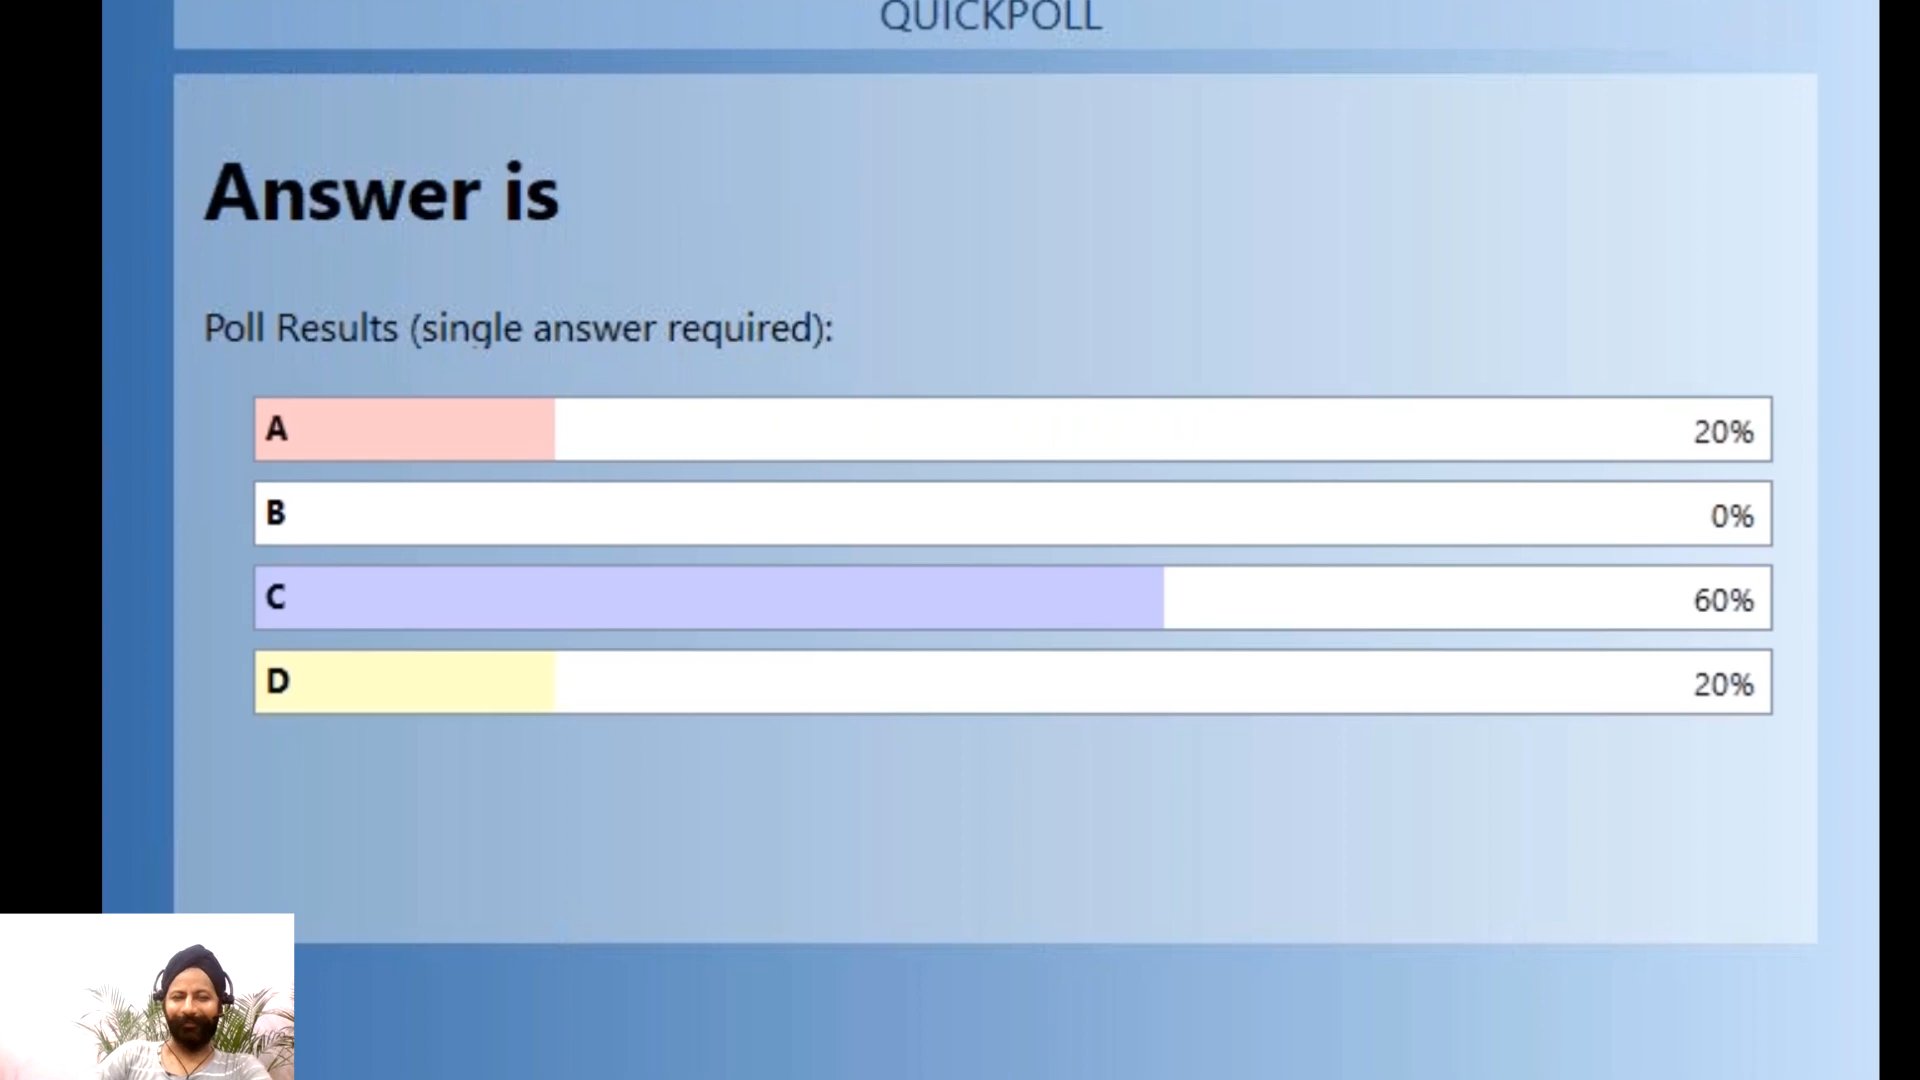 QUICKPOLL
Answer is
Poll Results (single answer required):
A 20%
B 0%
C 60%
D 20%